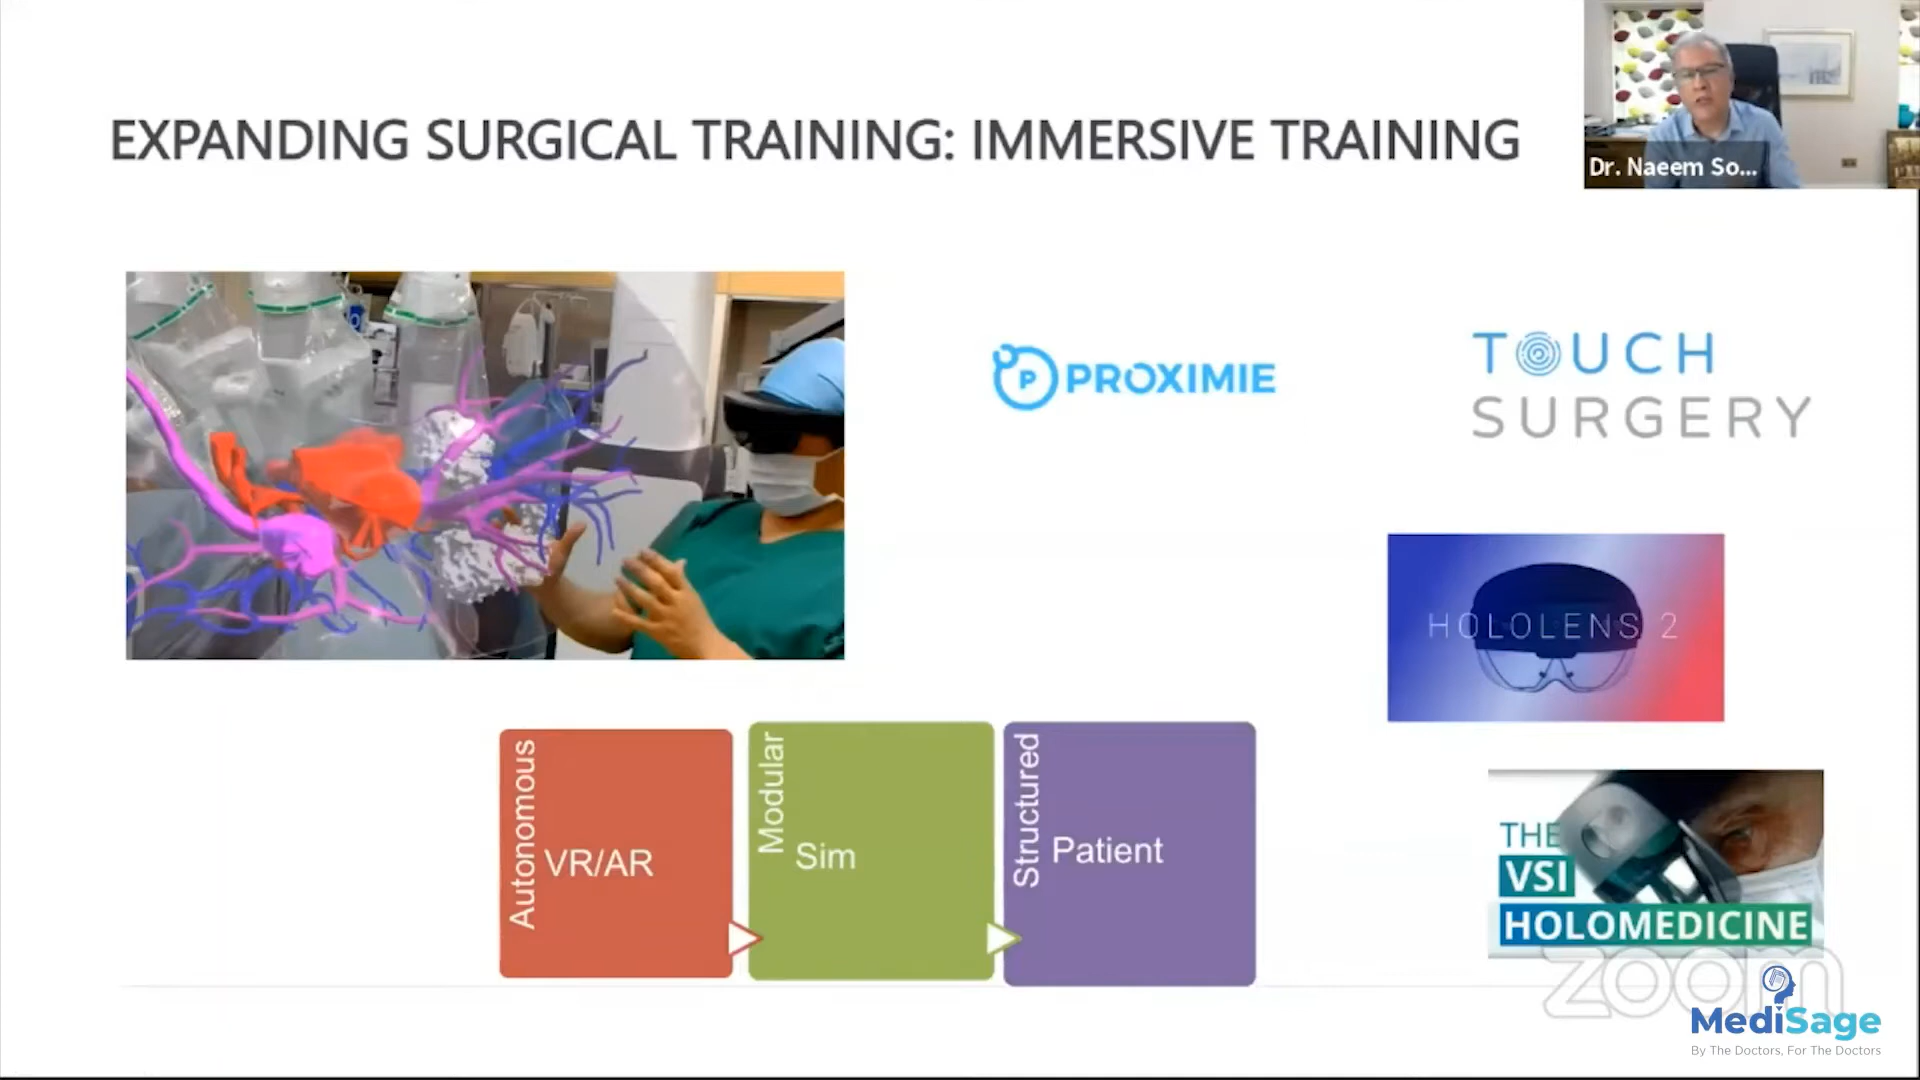 EXPANDING SURGICAL TRAINING: IMMERSIVE TRAINING
Dr. Naeem So...
P PROXIMIE
TOUCH
SURGERY
HOLOLENS 2
Autonomous
VR/AR
Modular
Sim
Structured
Patient
THE
VSI
HOLOMEDICINE
zoom
MediSage
By The Doctors, For The Doctors